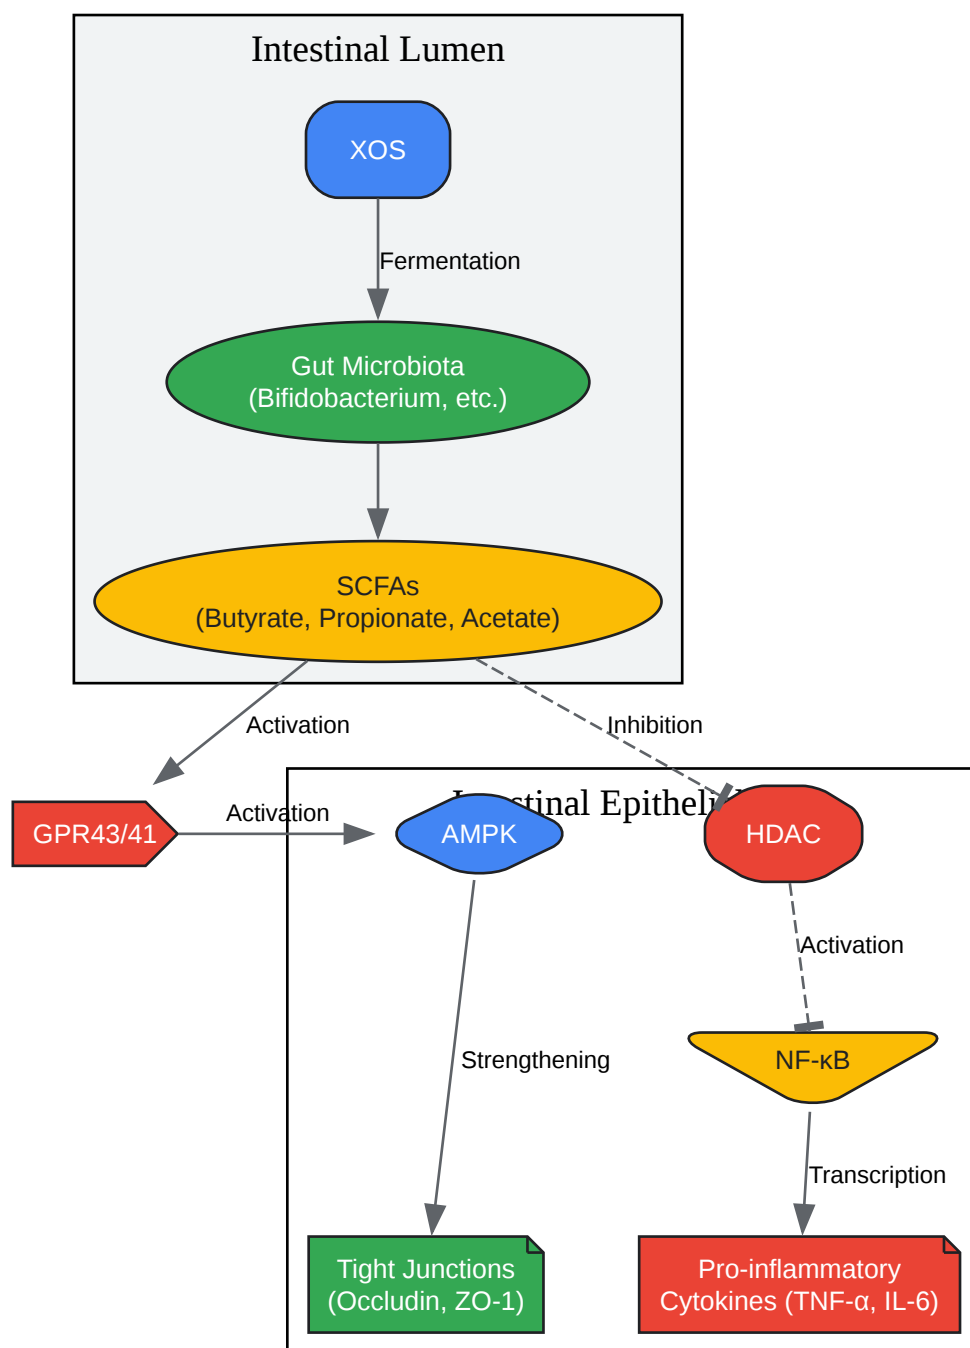 Intestinal Lumen
XOS
Fermentation
Gut Microbiota
(Bifidobacterium, etc.)
SCFAs
(Butyrate, Propionate, Acetate)
Activation
Inhibition
GPR43/41
Activation
AMPK
HDAC
Activation
NF-κB
Strengthening
Transcription
Tight Junctions
(Occludin, ZO-1)
Pro-inflammatory
Cytokines (TNF-α, IL-6)